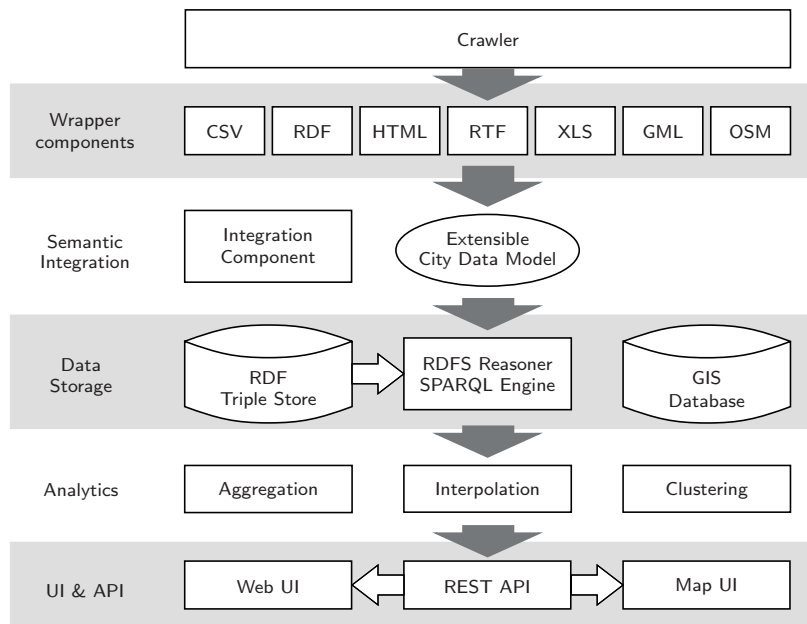 Crawler
Wrapper
components
CSV
RDF
HTML
RTF
XLS
GML
OSM
Semantic
Integration
Integration
Component
Extensible
City Data Model
Data
Storage
RDF
Triple Store
RDFS Reasoner
SPARQL Engine
GIS
Database
Analytics
Aggregation
Interpolation
Clustering
UI & API
Web UI
REST API
Map UI